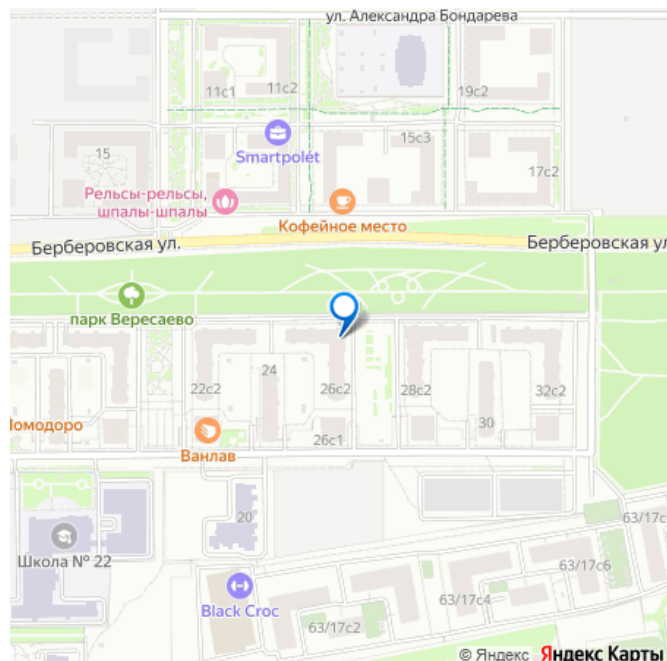 ул. Александра Бондарева
11с1
11с2
19с2
Smartpolёt
15с3
15
17с2
Рельсы-рельсы,
шпалы-шпалы
Кофейное место
Берберовская ул.
Берберовская ул
парк Вересаево
22с2
24
26с2
28с2
32с2
Помодоро
Ванлав
26с1
30
20
Школа № 22
63/17с
63/17с6
Black Croc
63/17с4
63/17с2
© Яндекс Яндекс Карты